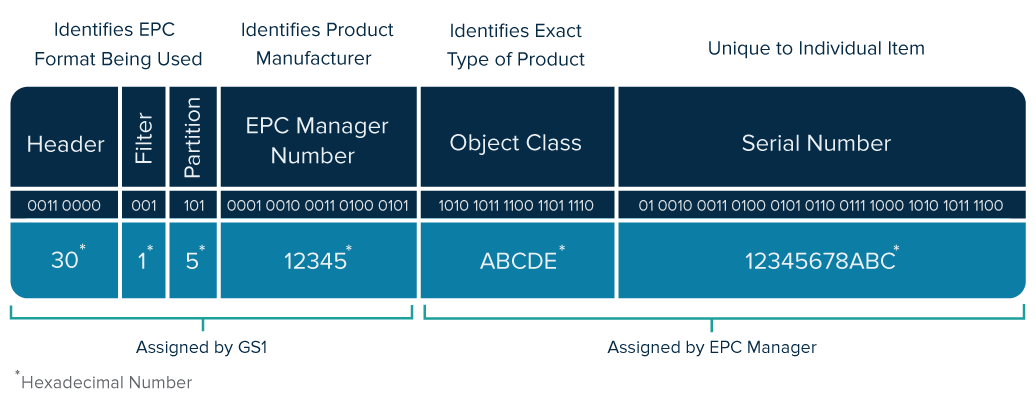 Identifies EPC
Format Being Used
Identifies Product
Manufacturer
Identifies Exact
Type of Product
Unique to Individual Item
Header
Filter
Partition
EPC Manager
Number
Object Class
Serial Number
0011 0000
001
101
0001 0010 0011 0100 0101
1010 1011 1100 1101 1110
01 0010 0011 0100 0101 0110 0111 1000 1010 1011 1100
30*
1*
5*
12345*
ABCDE*
12345678ABC*
Assigned by GS1
Assigned by EPC Manager
*Hexadecimal Number